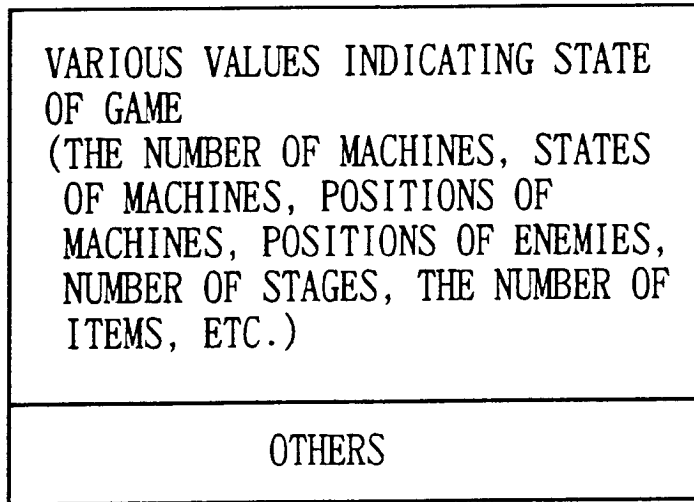 VARIOUS VALUES INDICATING STATE
OF GAME
(THE NUMBER OF MACHINES, STATES
OF MACHINES, POSITIONS OF
MACHINES, POSITIONS OF ENEMIES,
NUMBER OF STAGES, THE NUMBER OF
ITEMS, ETC.)
OTHERS